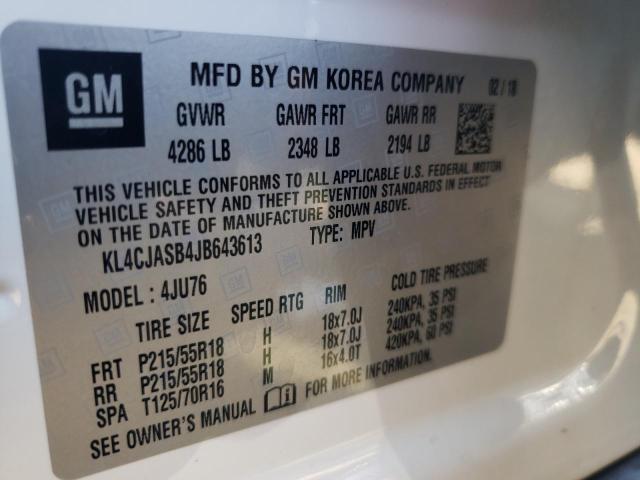 GM
MFD BY GM KOREA COMPANY 02 / 18
GVWR GAWR FRT GAWR RR
4286 LB 2348 LB 2194 LB
THIS VEHICLE CONFORMS TO ALL APPLICABLE U.S. FEDERAL MOTOR
VEHICLE SAFETY AND THEFT PREVENTION STANDARDS IN EFFECT
ON THE DATE OF MANUFACTURE SHOWN ABOVE.
KL4CJASB4JB643613 TYPE: MPV
MODEL : 4JU76
TIRE SIZE SPEED RTG RIM COLD TIRE PRESSURE
FRT P215/55R18 H 18x7.0J 240KPA, 35 PSI
RR P215/55R18 H 18x7.0J 240KPA, 35 PSI
SPA T125/70R16 M 16x4.0T 420KPA, 60 PSI
SEE OWNER'S MANUAL FOR MORE INFORMATION.